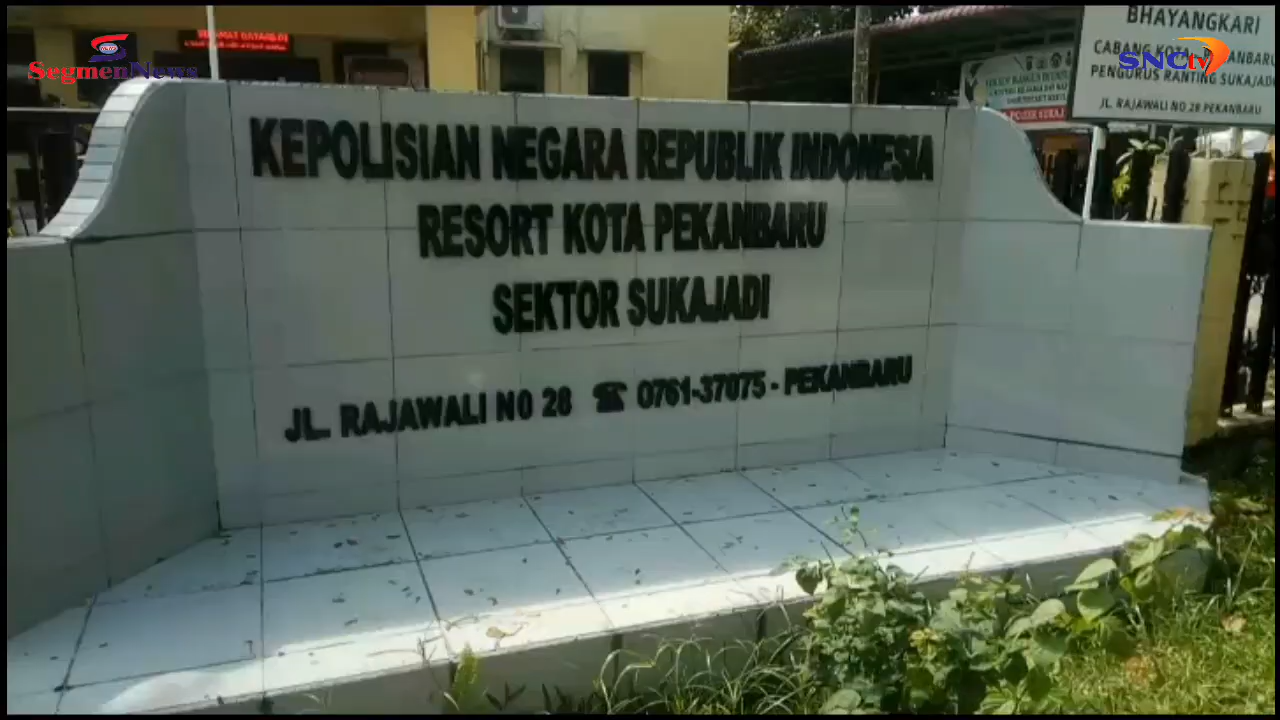 SEGMENNEWS
SNCtv
BHAYANGKARI
CABANG KOTA PEKANBARU
PENGURUS RANTING SUKAJADI
JL. RAJAWALI NO 28 PEKANBARU
KEPOLISIAN NEGARA REPUBLIK INDONESIA
RESORT KOTA PEKANBARU
SEKTOR SUKAJADI
JL. RAJAWALI NO 28 ☎ 0761-37075 - PEKANBARU